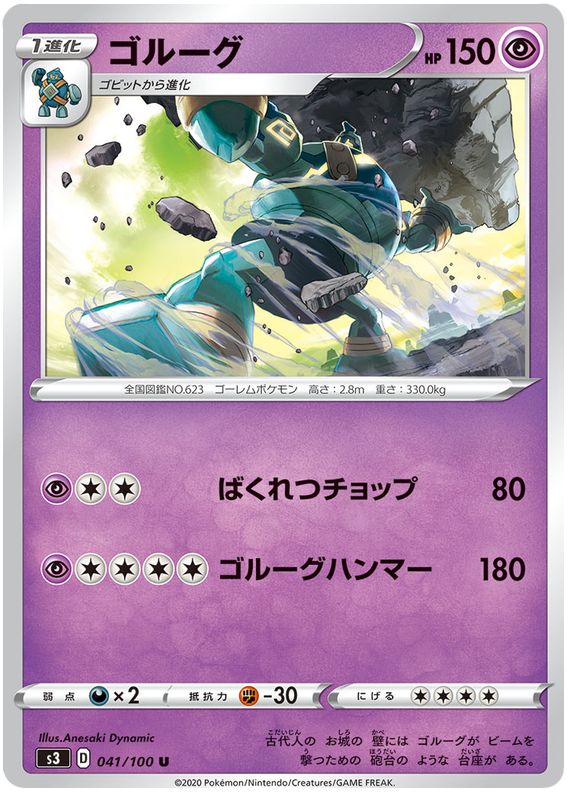 1進化 ゴルーグ HP150
ゴビットから進化
全国図鑑NO.623 ゴーレムポケモン 高さ：2.8m 重さ：330.0kg
ばくれつチョップ 80
ゴルーグハンマー 180
弱点 ×2 抵抗力 -30 にげる
Illus.Anesaki Dynamic
古代人の お城の 壁には ゴルーグが ビームを
撃つための 砲台の ような 台座が ある。
s3 D 041/100 U
©2020 Pokémon/Nintendo/Creatures/GAME FREAK.